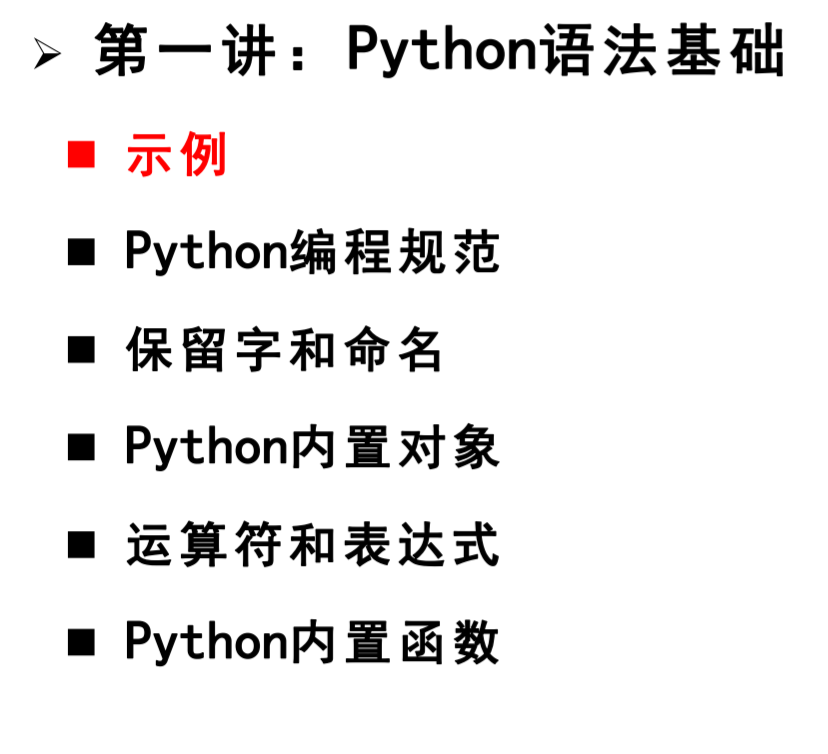 ➢ 第一讲：Python语法基础
■ 示例
■ Python编程规范
■ 保留字和命名
■ Python内置对象
■ 运算符和表达式
■ Python内置函数